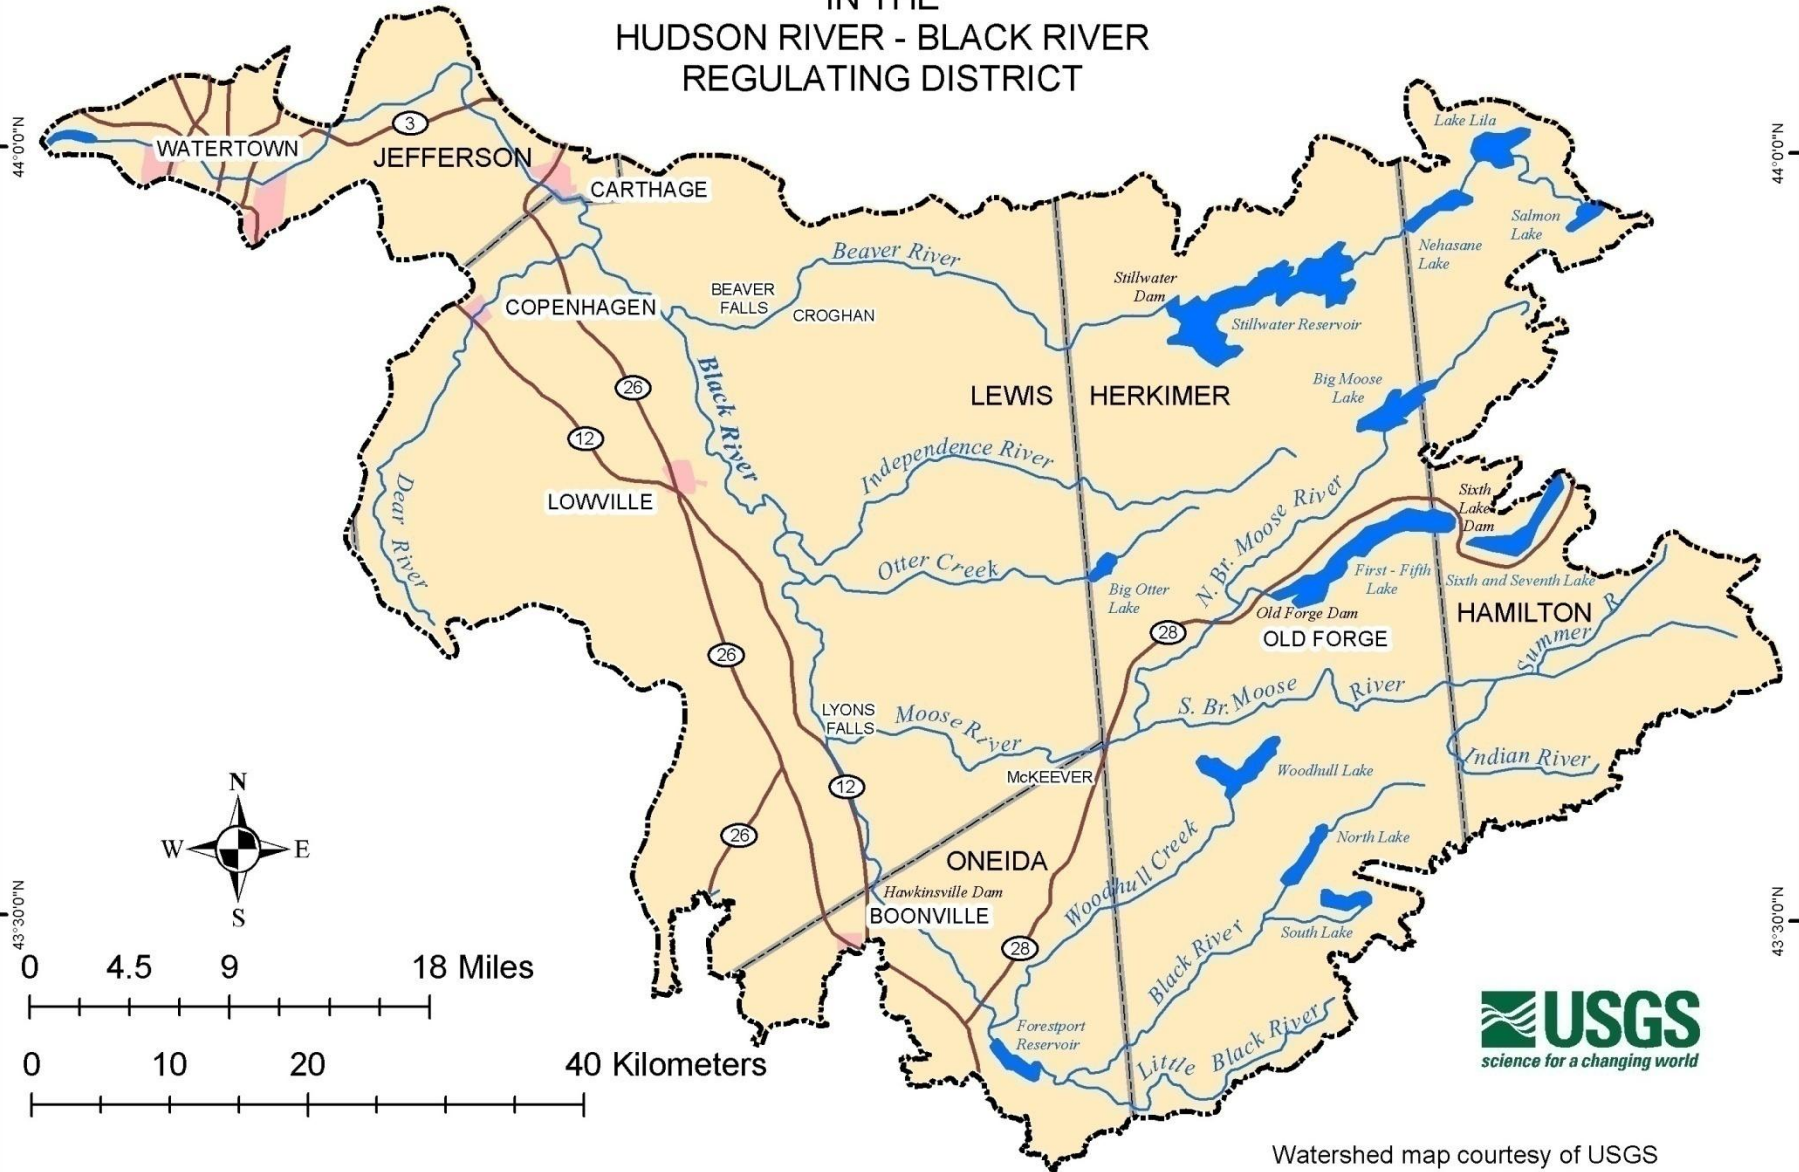 IN THE
HUDSON RIVER - BLACK RIVER
REGULATING DISTRICT
44°0'0"N
44°0'0"N
Lake Lila
3
WATERTOWN
JEFFERSON
CARTHAGE
Salmon
Lake
Nehasane
Lake
Beaver River
Stillwater
Dam
BEAVER
FALLS
COPENHAGEN
CROGHAN
Stillwater Reservoir
Black River
26
Big Moose
Lake
LEWIS
HERKIMER
12
Independence River
Dear River
LOWVILLE
N. Br. Moose River
Sixth
Lake
Dam
Otter Creek
Big Otter
Lake
First - Fifth
Lake
Sixth and Seventh Lake
Old Forge Dam
HAMILTON
28
OLD FORGE
Summer R
26
S. Br. Moose River
LYONS
FALLS
Moose River
Indian River
McKEEVER
Woodhull Lake
12
N
W
E
S
26
North Lake
Woodhull Creek
ONEIDA
Hawkinsville Dam
BOONVILLE
South Lake
43°30'0"N
43°30'0"N
28
Black River
0 4.5 9 18 Miles
Forestport
Reservoir
Little Black River
0 10 20 40 Kilometers
USGS
science for a changing world
Watershed map courtesy of USGS